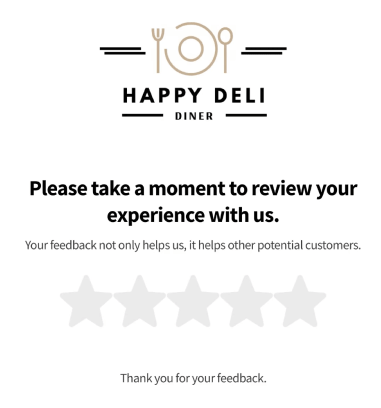 HAPPY DELI
DINER
Please take a moment to review your
experience with us.
Your feedback not only helps us, it helps other potential customers.
Thank you for your feedback.